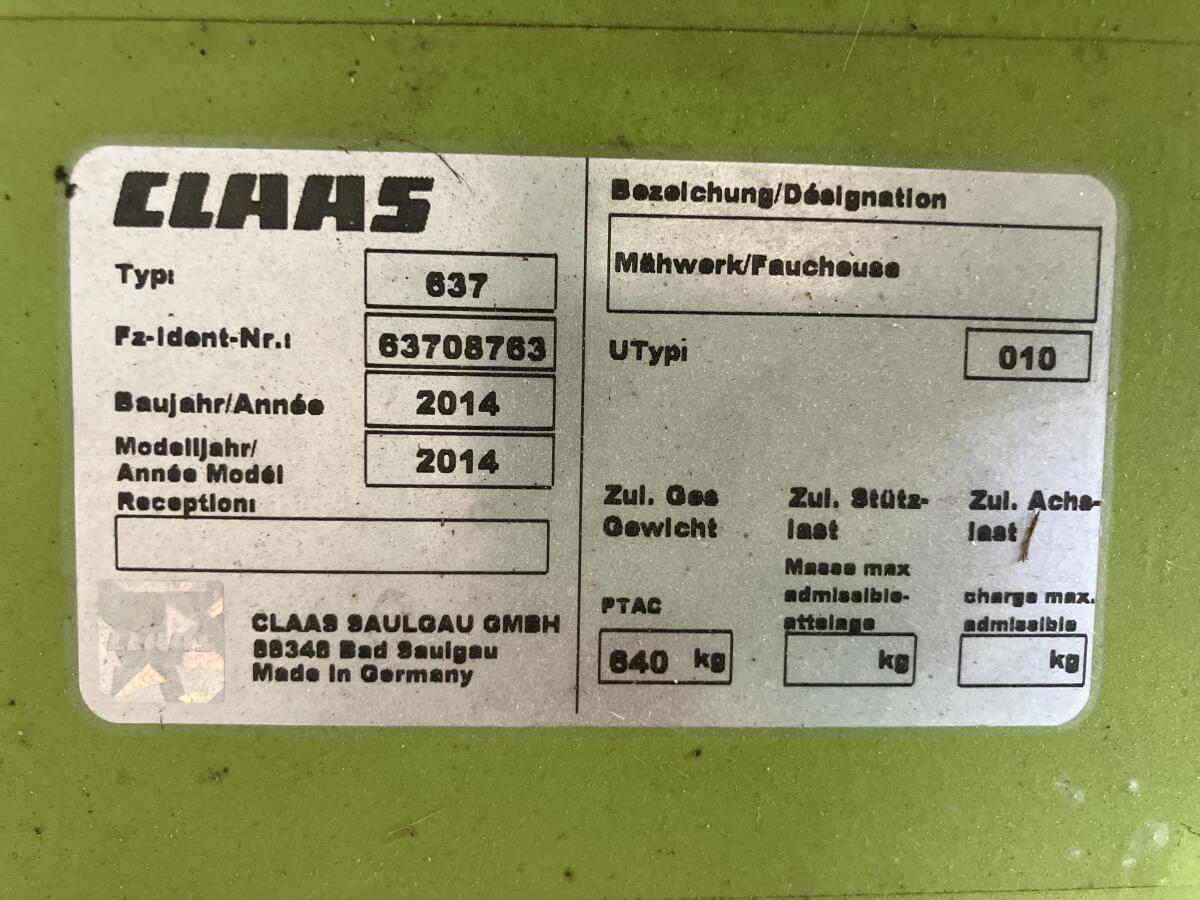 CLAAS
Typ: 637
Fz-Ident-Nr.: 63708763
Baujahr/Année 2014
Modelljahr/
Année Modél 2014
Reception:
CLAAS SAULGAU GMBH
88348 Bad Saulgau
Made in Germany
Bezeichung/Désignation
Mähwerk/Faucheuse
UTyp: 010
Zul. Ges
Gewicht
PTAC
640 kg
Zul. Stütz-
last
Masse max
admissible-
attelage
kg
Zul. Achs-
last
charge max.
admissible
kg